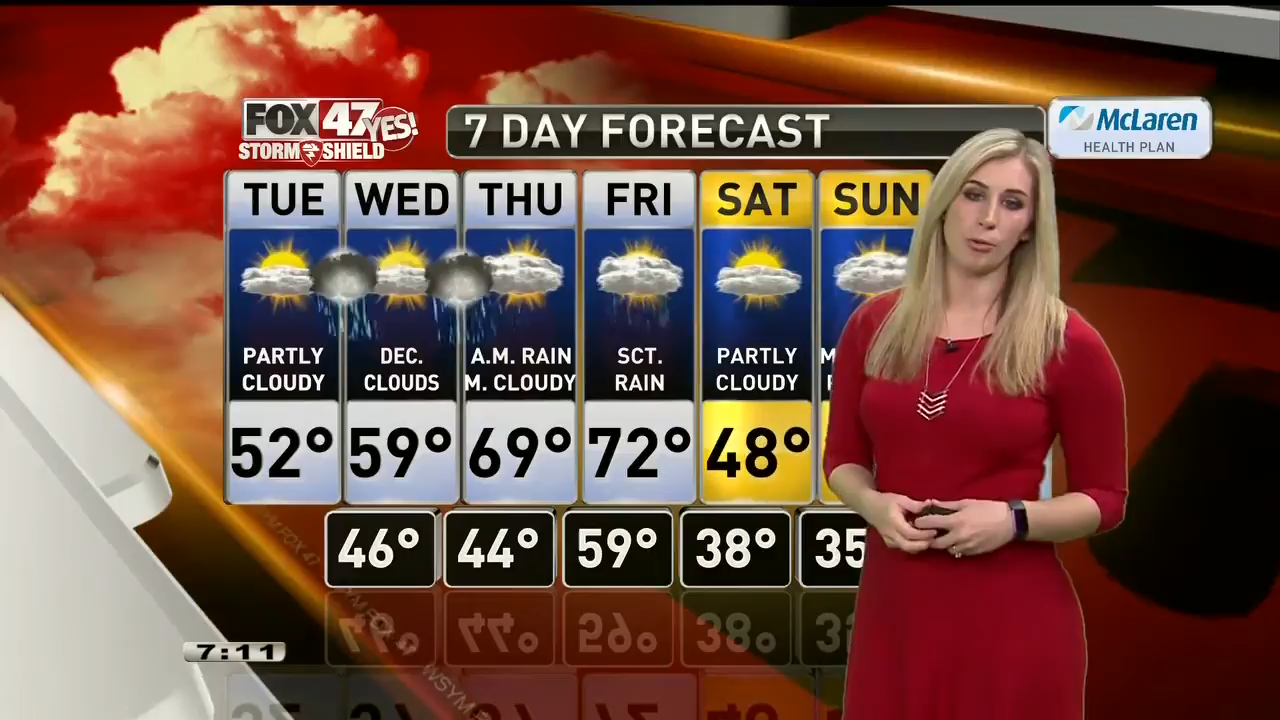 FOX 47 YES!
STORM SHIELD
7 DAY FORECAST
McLaren
HEALTH PLAN
TUE WED THU FRI SAT SUN
PARTLY CLOUDY
DEC. CLOUDS
A.M. RAIN M. CLOUDY
SCT. RAIN
PARTLY CLOUDY
52° 59° 69° 72° 48°
46° 44° 59° 38° 35
7:11
WSYM